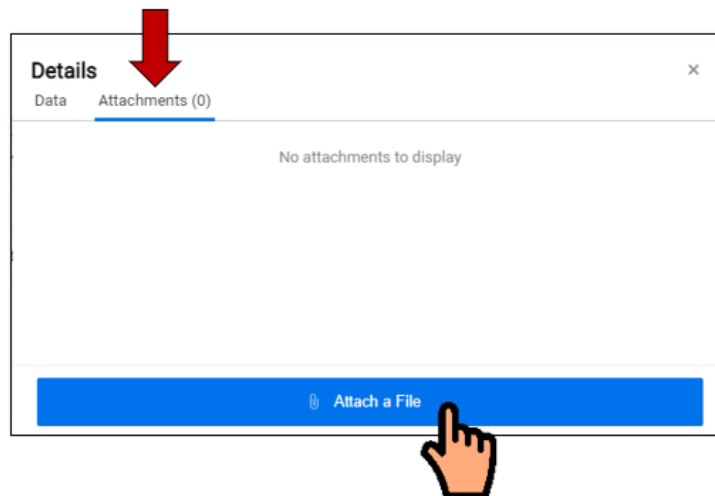 Details
Data Attachments (0)
No attachments to display
Attach a File